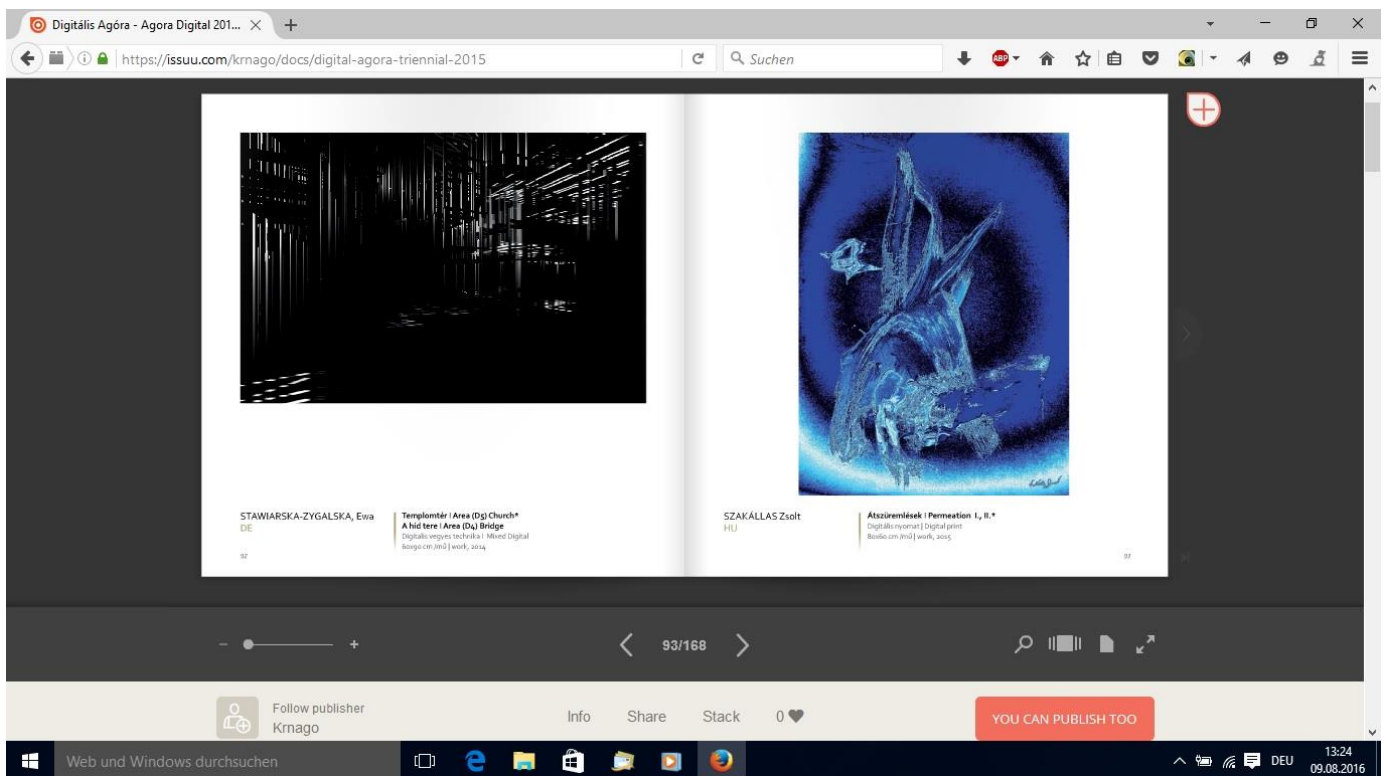 Digitális Agóra - Agora Digital 201...
https://issuu.com/krnago/docs/digital-agora-triennial-2015
Suchen
ABP
STAWIARSKA-ZYGALSKA, Ewa
DE
Templomtér | Area (D5) Church*
A híd tere | Area (D4) Bridge
Digitális vegyes technika | Mixed Digital
60x90 cm /mű | work, 2014
SZAKÁLLAS Zsolt
HU
Átszüremlések | Permeation I., II.*
Digitális nyomat | Digital print
80x60 cm /mű | work, 2015
93/168
Follow publisher
Krnago
Info
Share
Stack
0
YOU CAN PUBLISH TOO
Web und Windows durchsuchen
DEU
13:24
09.08.2016